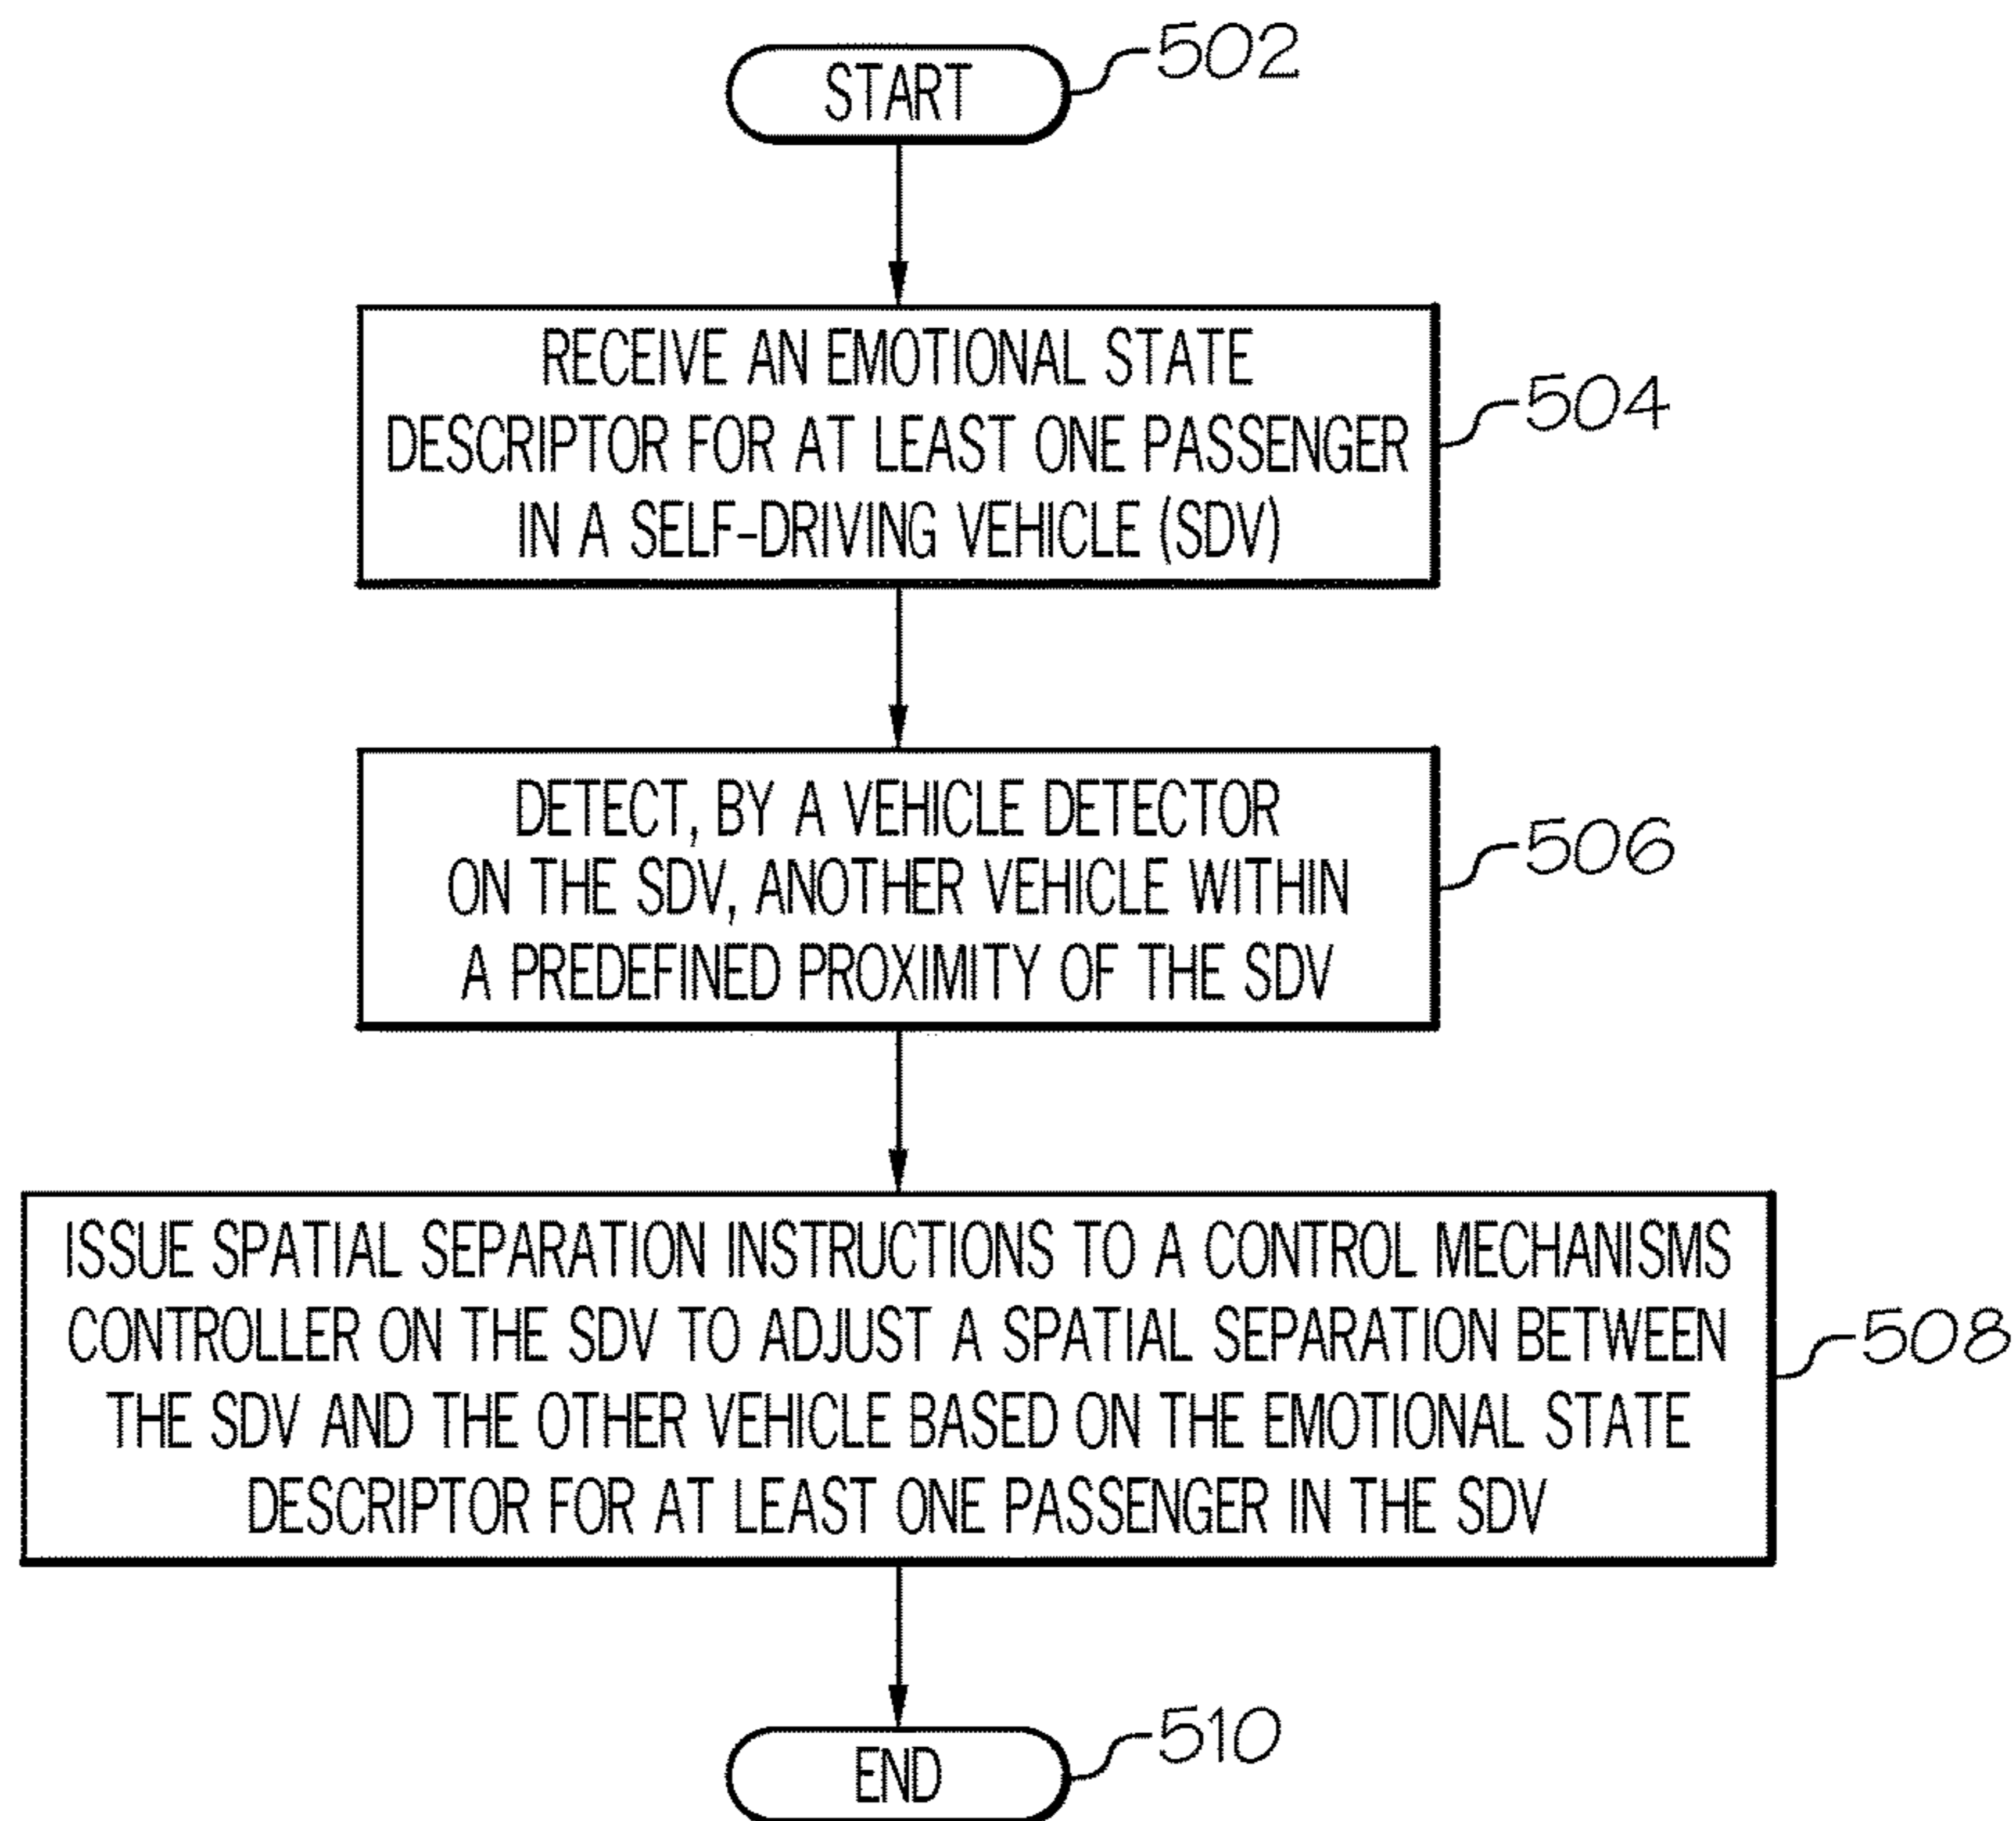 START
502
RECEIVE AN EMOTIONAL STATE
DESCRIPTOR FOR AT LEAST ONE PASSENGER
IN A SELF-DRIVING VEHICLE (SDV)
504
DETECT, BY A VEHICLE DETECTOR
ON THE SDV, ANOTHER VEHICLE WITHIN
A PREDEFINED PROXIMITY OF THE SDV
506
ISSUE SPATIAL SEPARATION INSTRUCTIONS TO A CONTROL MECHANISMS
CONTROLLER ON THE SDV TO ADJUST A SPATIAL SEPARATION BETWEEN
THE SDV AND THE OTHER VEHICLE BASED ON THE EMOTIONAL STATE
DESCRIPTOR FOR AT LEAST ONE PASSENGER IN THE SDV
508
END
510